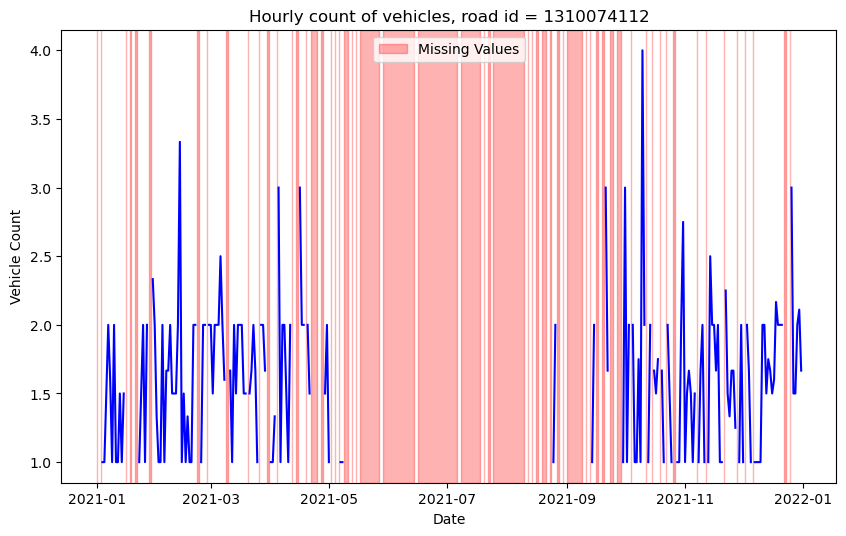 Hourly count of vehicles, road id = 1310074112
Missing Values
Vehicle Count
4.0
3.5
3.0
2.5
2.0
1.5
1.0
2021-01 2021-03 2021-05 2021-07 2021-09 2021-11 2022-01
Date